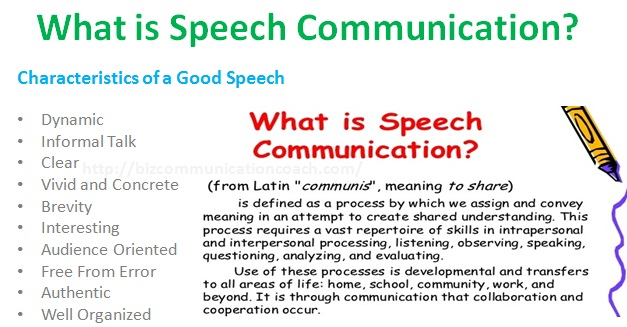 What is Speech Communication?
Characteristics of a Good Speech
• Dynamic
• Informal Talk
• Clear
• Vivid and Concrete
• Brevity
• Interesting
• Audience Oriented
• Free From Error
• Authentic
• Well Organized
http://bizcommunicationcoach.com/
What is Speech
Communication?
(from Latin "communis", meaning to share)
is defined as a process by which we assign and convey
meaning in an attempt to create shared understanding. This
process requires a vast repertoire of skills in intrapersonal
and interpersonal processing, listening, observing, speaking,
questioning, analyzing, and evaluating.
Use of these processes is developmental and transfers
to all areas of life: home, school, community, work, and
beyond. It is through communication that collaboration and
cooperation occur.